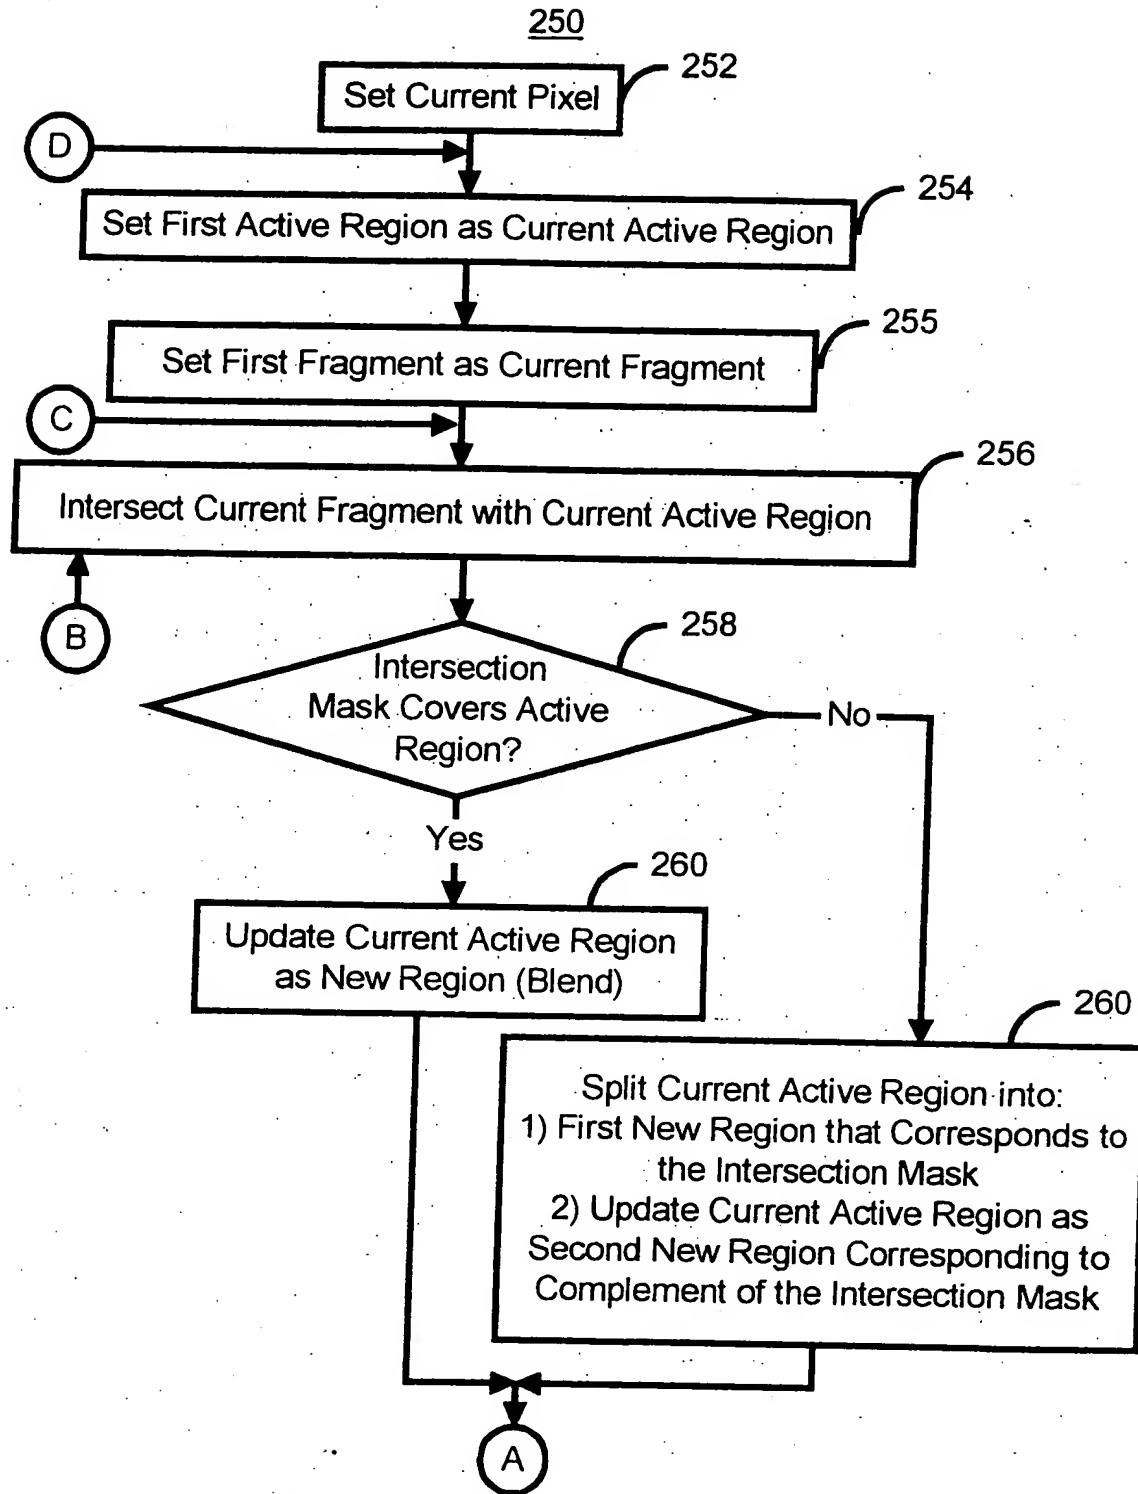 250
252
Set Current Pixel
D
254
Set First Active Region as Current Active Region
255
Set First Fragment as Current Fragment
C
256
Intersect Current Fragment with Current Active Region
B
258
Intersection
Mask Covers Active
Region?
No
Yes
260
Update Current Active Region
as New Region (Blend)
260
Split Current Active Region into:
1) First New Region that Corresponds to
the Intersection Mask
2) Update Current Active Region as
Second New Region Corresponding to
Complement of the Intersection Mask
A